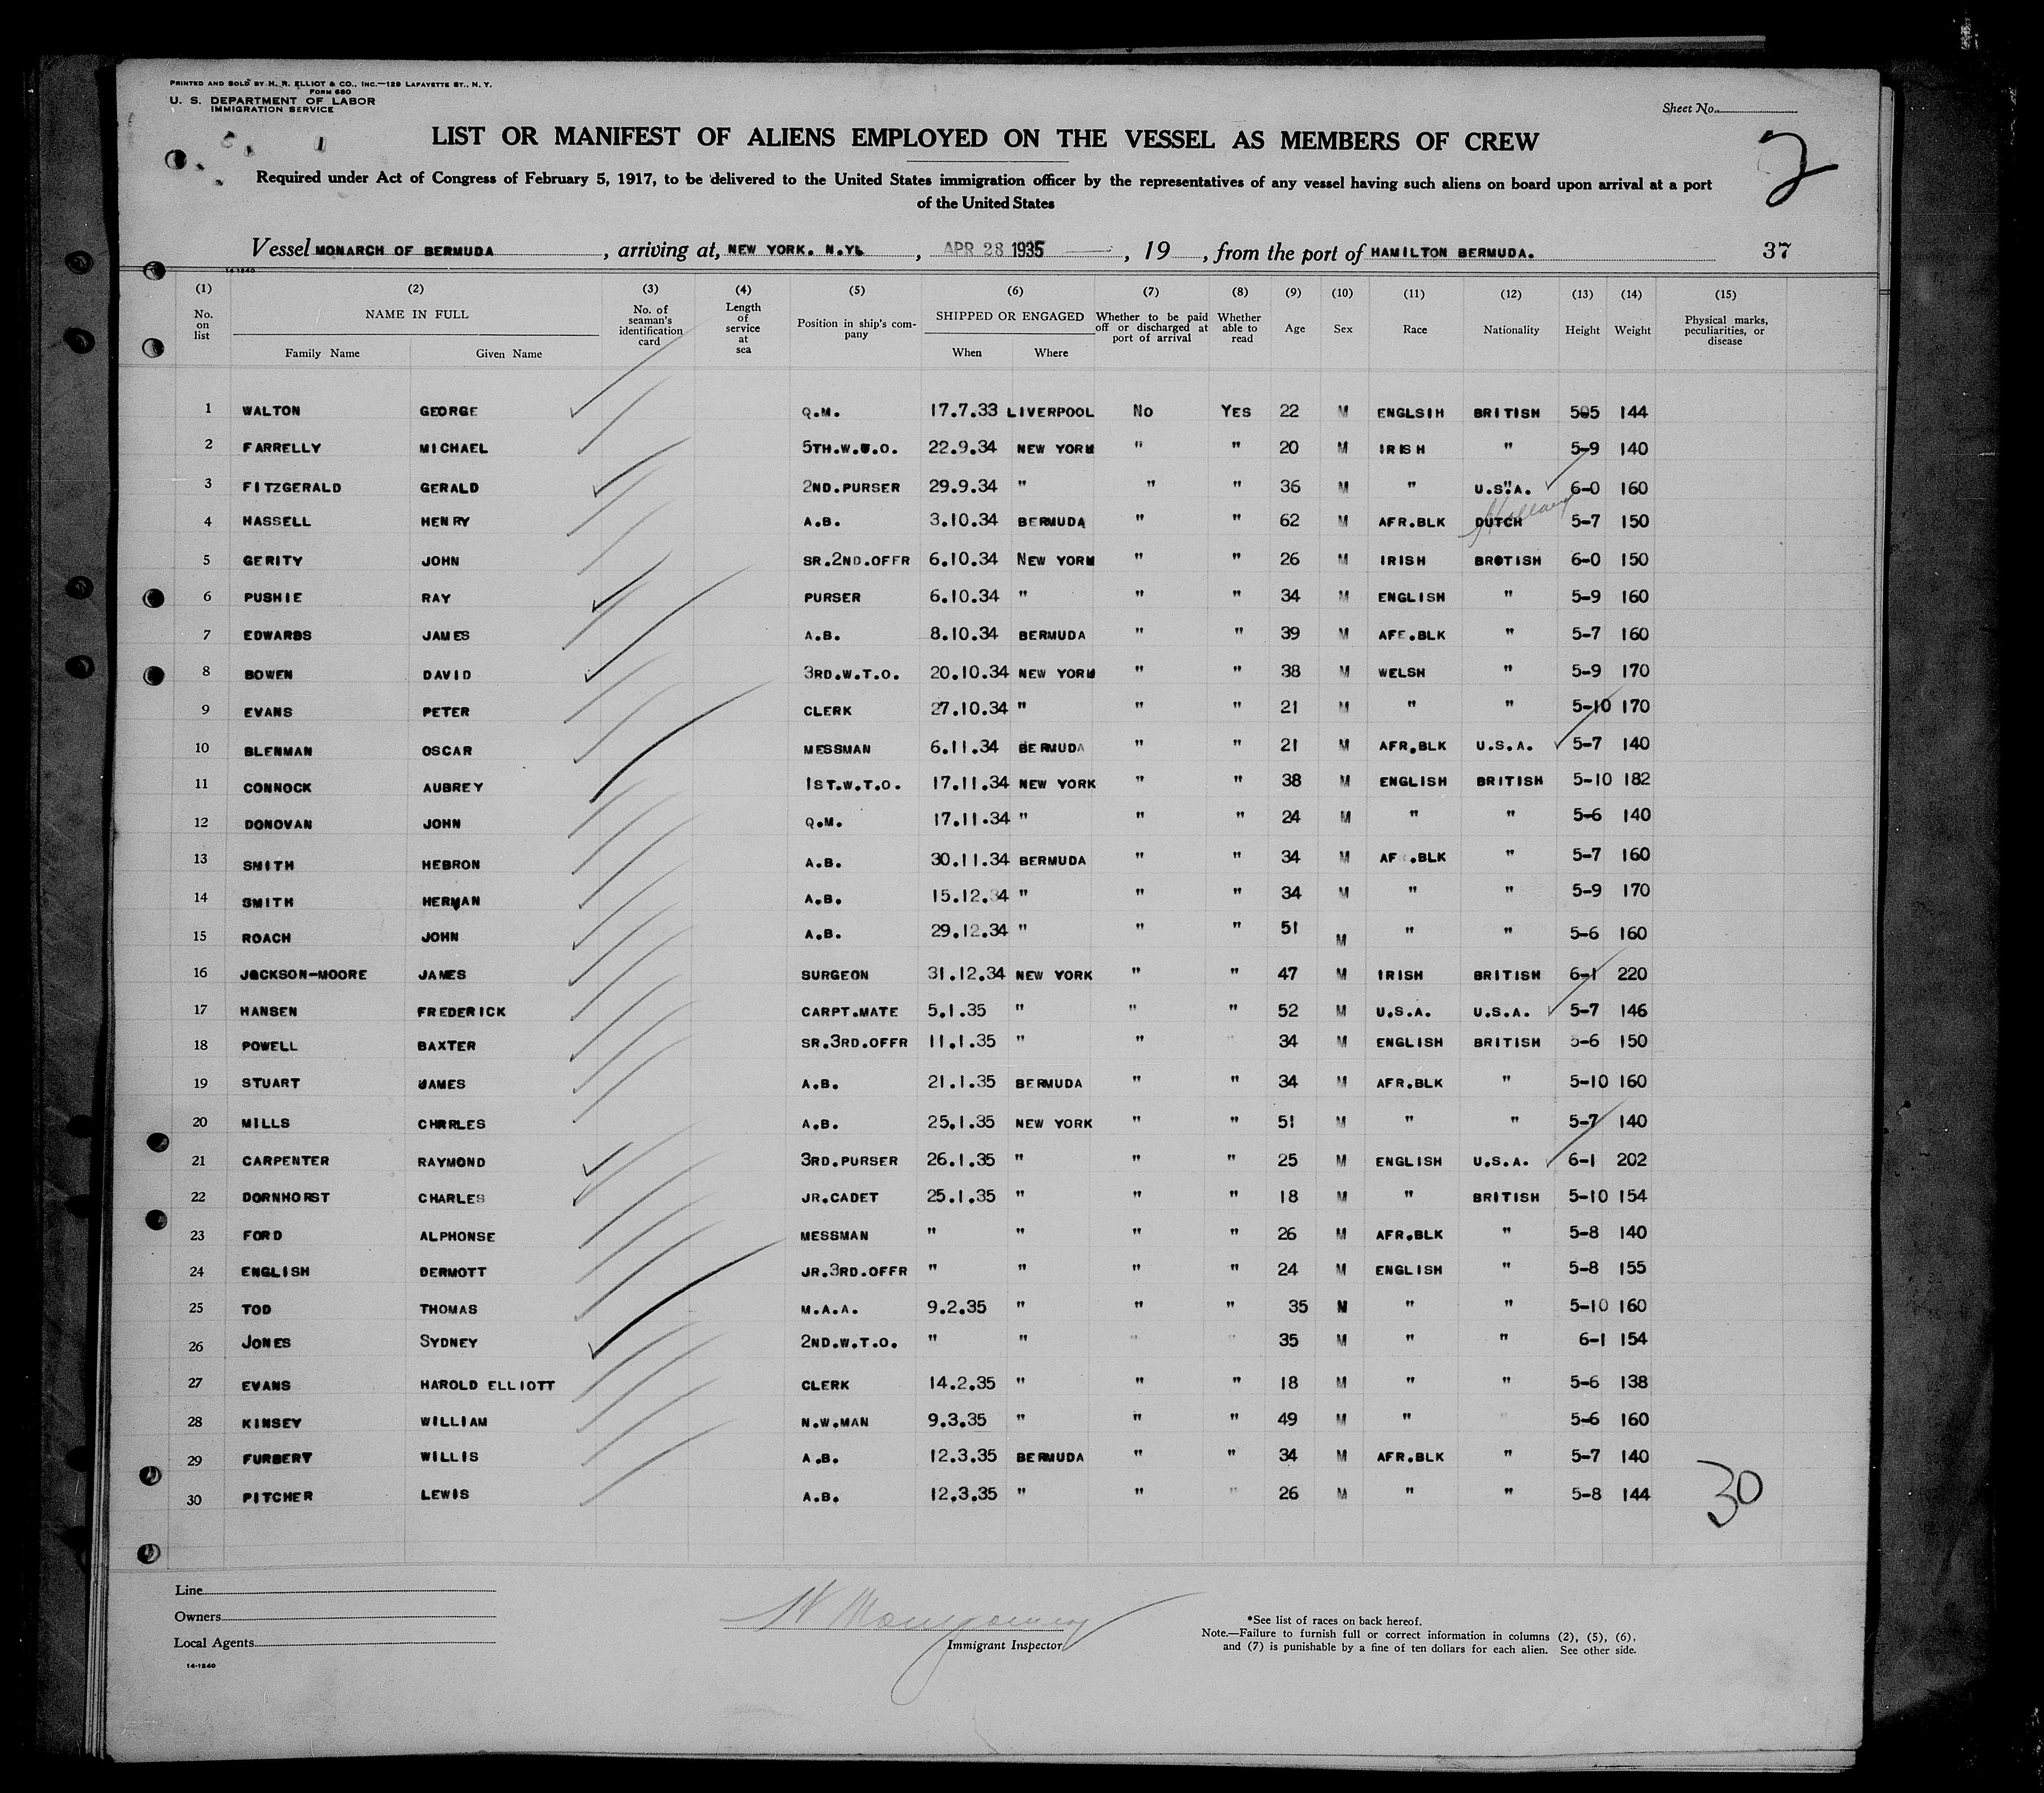 PRINTED AND SOLD BY H. R. ELLIOT & CO., INC.—129 LAFAYETTE ST., N. Y.
FORM 680
U. S. DEPARTMENT OF LABOR
IMMIGRATION SERVICE
Sheet No.
LIST OR MANIFEST OF ALIENS EMPLOYED ON THE VESSEL AS MEMBERS OF CREW
2
Required under Act of Congress of February 5, 1917, to be delivered to the United States immigration officer by the representatives of any vessel having such aliens on board upon arrival at a port
of the United States
Vessel MONARCH OF BERMUDA, arriving at, NEW YORK. N.Y., APR 28 1935, 19, from the port of HAMILTON BERMUDA. 37
14-1240
(1) (2) (3) (4) (5) (6) (7) (8) (9) (10) (11) (12) (13) (14) (15)
No. on list NAME IN FULL Family Name Given Name No. of seaman's identification card Length of service at sea Position in ship's company SHIPPED OR ENGAGED When Where Whether to be paid off or discharged at port of arrival Whether able to read Age Sex Race Nationality Height Weight Physical marks, peculiarities, or disease
1 WALTON GEORGE Q.M. 17.7.33 LIVERPOOL No YES 22 M ENGLSIH BRITISH 505 144
2 FARRELLY MICHAEL 5TH.W.O. 22.9.34 NEW YORK " " 20 M IRISH " 5-9 140
3 FITZGERALD GERALD 2ND.PURSER 29.9.34 " " " 36 M " U.S.A. 6-0 160
4 HASSELL HENRY A.B. 3.10.34 BERMUDA " " 62 M AFR.BLK DUTCH Holland 5-7 150
5 GERITY JOHN SR.2ND.OFFR 6.10.34 NEW YORK " " 26 M IRISH BROTISH 6-0 150
6 PUSHIE RAY PURSER 6.10.34 " " " 34 M ENGLISH " 5-9 160
7 EDWARDS JAMES A.B. 8.10.34 BERMUDA " " 39 M AFE.BLK " 5-7 160
8 BOWEN DAVID 3RD.W.T.O. 20.10.34 NEW YORK " " 38 M WELSH " 5-9 170
9 EVANS PETER CLERK 27.10.34 " " " 21 M " " 5-10 170
10 BLENMAN OSCAR MESSMAN 6.11.34 BERMUDA " " 21 M AFR.BLK U.S.A. 5-7 140
11 CONNOCK AUBREY 1ST.W.T.O. 17.11.34 NEW YORK " " 38 M ENGLISH BRITISH 5-10 182
12 DONOVAN JOHN Q.M. 17.11.34 " " " 24 M " " 5-6 140
13 SMITH HEBRON A.B. 30.11.34 BERMUDA " " 34 M AF .BLK " 5-7 160
14 SMITH HERMAN A.B. 15.12.34 " " " 34 M " " 5-9 170
15 ROACH JOHN A.B. 29.12.34 " " " 51 M " " 5-6 160
16 JACKSON-MOORE JAMES SURGEON 31.12.34 NEW YORK " " 47 M IRISH BRITISH 6-1 220
17 HANSEN FREDERICK CARPT.MATE 5.1.35 " " " 52 M U.S.A. U.S.A. 5-7 146
18 POWELL BAXTER SR.3RD.OFFR 11.1.35 " " " 34 M ENGLISH BRITISH 5-6 150
19 STUART JAMES A.B. 21.1.35 BERMUDA " " 34 M AFR.BLK " 5-10 160
20 MILLS CHARLES A.B. 25.1.35 NEW YORK " " 51 M " " 5-7 140
21 CARPENTER RAYMOND 3RD.PURSER 26.1.35 " " " 25 M ENGLISH U.S.A. 6-1 202
22 DORNHORST CHARLES JR.CADET 25.1.35 " " " 18 M " BRITISH 5-10 154
23 FORD ALPHONSE MESSMAN " " " " 26 M AFR.BLK " 5-8 140
24 ENGLISH DERMOTT JR.3RD.OFFR " " " " 24 M ENGLISH " 5-8 155
25 TOD THOMAS M.A.A. 9.2.35 " " " 35 M " " 5-10 160
26 JONES SYDNEY 2ND.W.T.O. " " " " 35 M " " 6-1 154
27 EVANS HAROLD ELLIOTT CLERK 14.2.35 " " " 18 M " " 5-6 138
28 KINSEY WILLIAM N.W.MAN 9.3.35 " " " 49 M " " 5-6 160
29 FURBERT WILLIS A.B. 12.3.35 BERMUDA " " 34 M AFR.BLK " 5-7 140
30 PITCHER LEWIS A.B. 12.3.35 " " " 26 M " " 5-8 144
30
Line
Owners
Local Agents
14-1240
Montgomery
Immigrant Inspector
*See list of races on back hereof.
Note.—Failure to furnish full or correct information in columns (2), (5), (6),
and (7) is punishable by a fine of ten dollars for each alien. See other side.